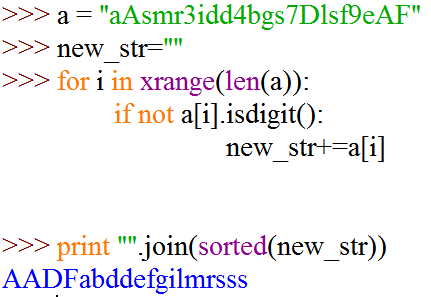 >>> a = "aAsmr3idd4bgs7Dlsf9eAF"
>>> new_str=""
>>> for i in xrange(len(a)):
if not a[i].isdigit():
new_str+=a[i]
>>> print "".join(sorted(new_str))
AADFabddefgilmrsss